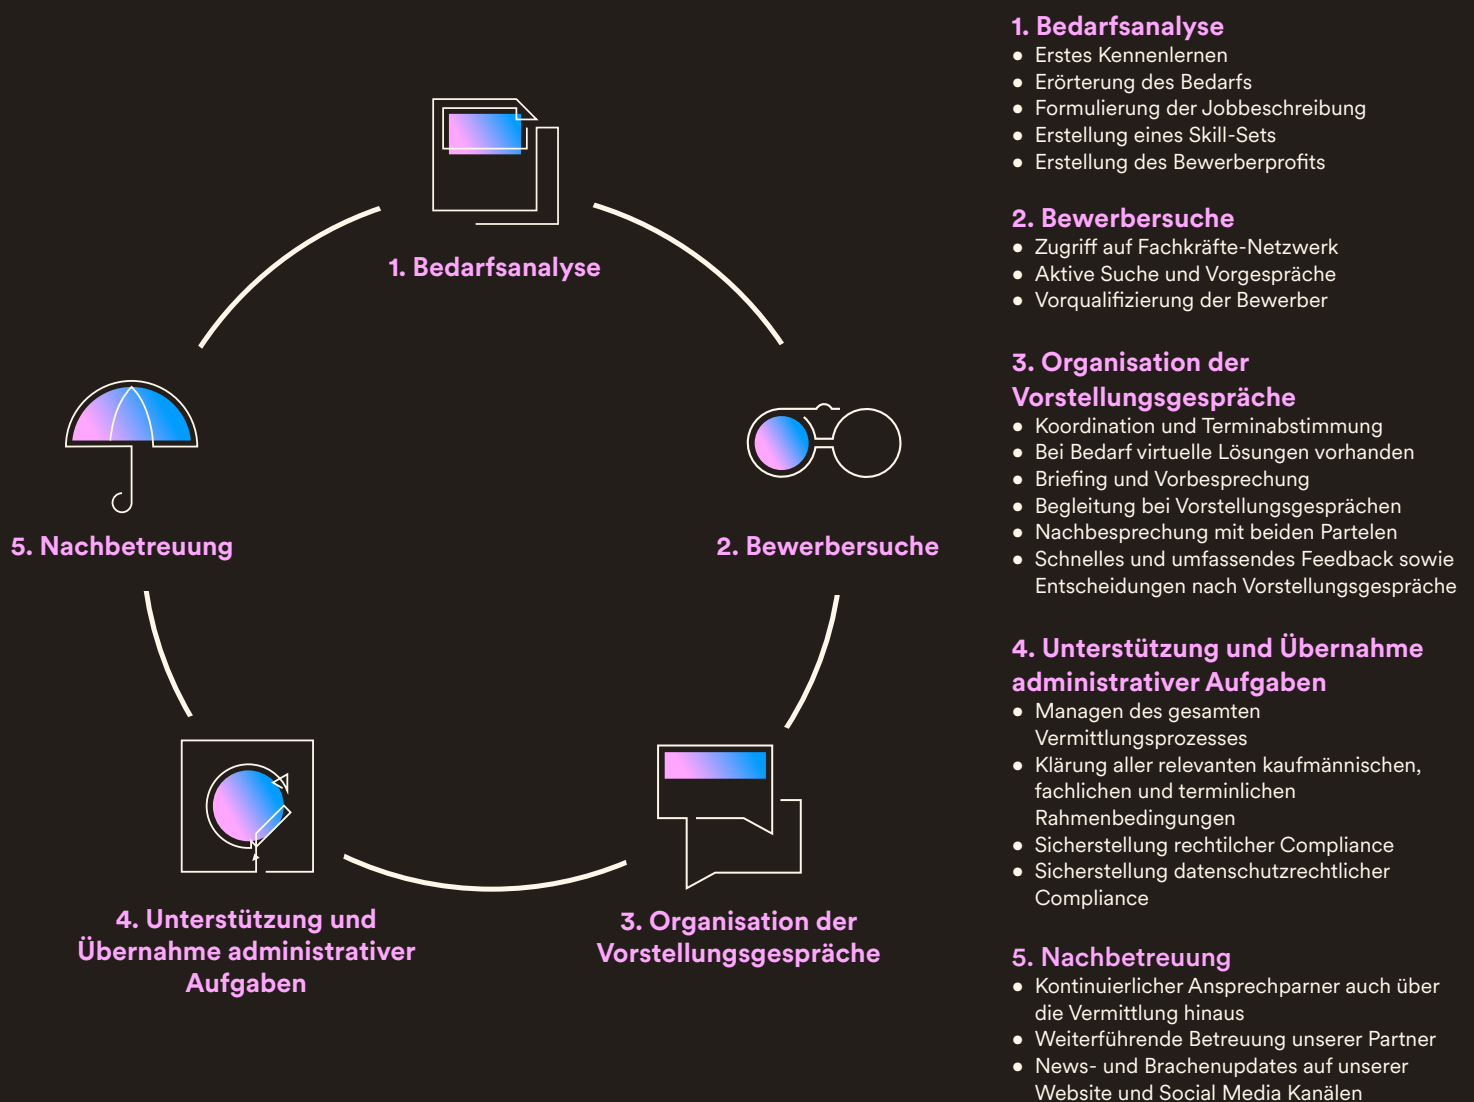 1. Bedarfsanalyse
5. Nachbetreuung
2. Bewerbersuche
4. Unterstützung und
Übernahme administrativer
Aufgaben
3. Organisation der
Vorstellungsgespräche
1. Bedarfsanalyse
● Erstes Kennenlernen
● Erörterung des Bedarfs
● Formulierung der Jobbeschreibung
● Erstellung eines Skill-Sets
● Erstellung des Bewerberprofits
2. Bewerbersuche
● Zugriff auf Fachkräfte-Netzwerk
● Aktive Suche und Vorgespräche
● Vorqualifizierung der Bewerber
3. Organisation der
Vorstellungsgespräche
● Koordination und Terminabstimmung
● Bei Bedarf virtuelle Lösungen vorhanden
● Briefing und Vorbesprechung
● Begleitung bei Vorstellungsgesprächen
● Nachbesprechung mit beiden Partelen
● Schnelles und umfassendes Feedback sowie
Entscheidungen nach Vorstellungsgespräche
4. Unterstützung und Übernahme
administrativer Aufgaben
● Managen des gesamten
Vermittlungsprozesses
● Klärung aller relevanten kaufmännischen,
fachlichen und terminlichen
Rahmenbedingungen
● Sicherstellung rechtilcher Compliance
● Sicherstellung datenschutzrechtlicher
Compliance
5. Nachbetreuung
● Kontinuierlicher Ansprechparner auch über
die Vermittlung hinaus
● Weiterführende Betreuung unserer Partner
● News- und Brachenupdates auf unserer
Website und Social Media Kanälen